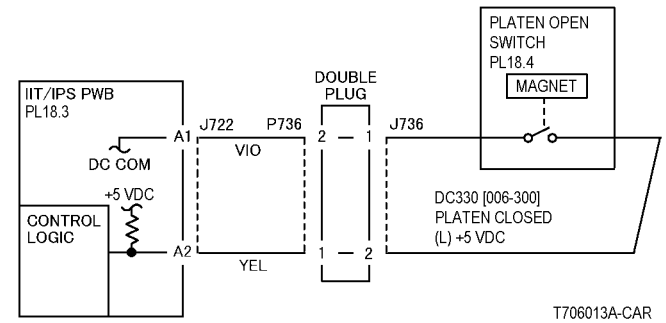 PLATEN OPEN
SWITCH
PL18.4
MAGNET
DOUBLE
PLUG
IIT/IPS PWB
PL18.3
A1
J722
P736
2 — 1
J736
VIO
DC COM
+5 VDC
CONTROL
LOGIC
A2
1 — 2
YEL
DC330 [006-300]
PLATEN CLOSED
(L) +5 VDC
T706013A-CAR